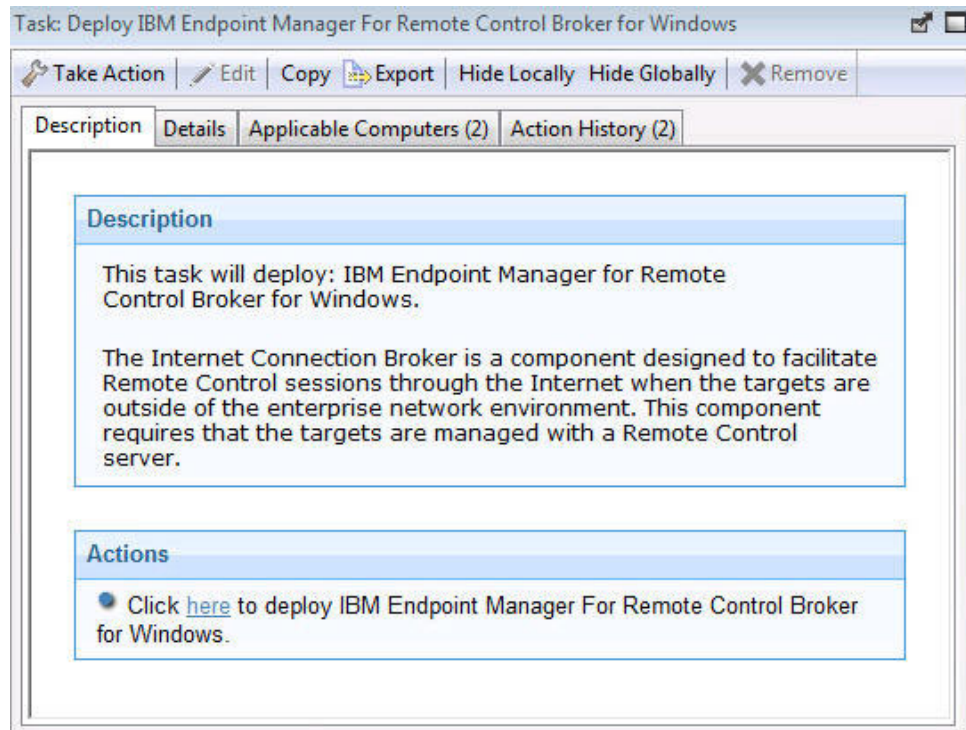 Task: Deploy IBM Endpoint Manager For Remote Control Broker for Windows
Take Action Edit Copy Export Hide Locally Hide Globally Remove
Description Details Applicable Computers (2) Action History (2)
Description
This task will deploy: IBM Endpoint Manager for Remote
Control Broker for Windows.
The Internet Connection Broker is a component designed to facilitate
Remote Control sessions through the Internet when the targets are
outside of the enterprise network environment. This component
requires that the targets are managed with a Remote Control
server.
Actions
Click here to deploy IBM Endpoint Manager For Remote Control Broker
for Windows.